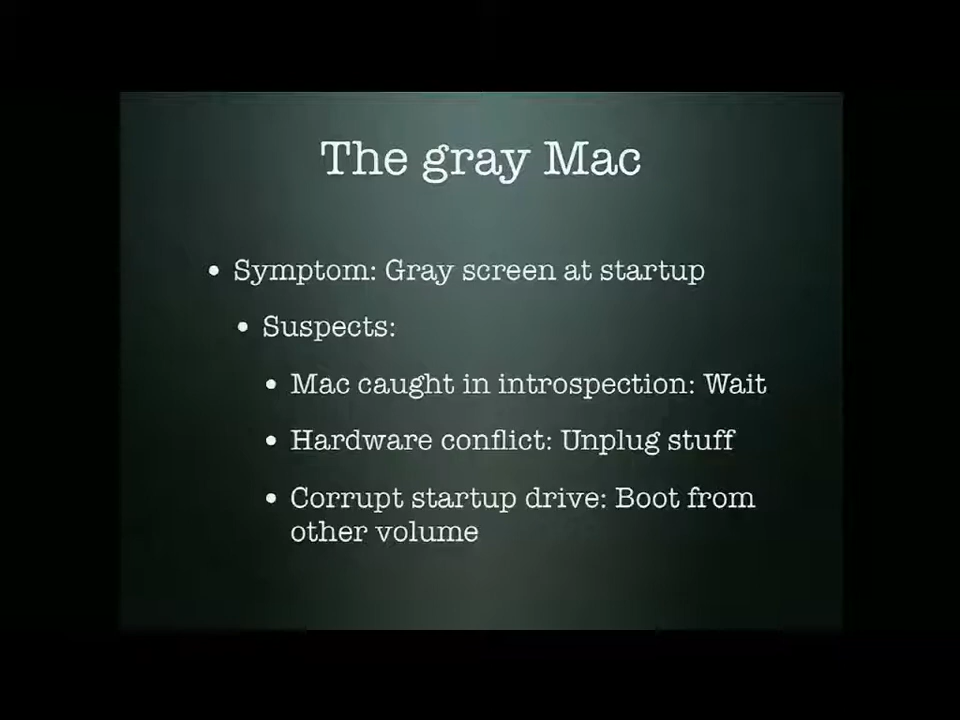 The gray Mac
• Symptom: Gray screen at startup
• Suspects:
• Mac caught in introspection: Wait
• Hardware conflict: Unplug stuff
• Corrupt startup drive: Boot from
other volume